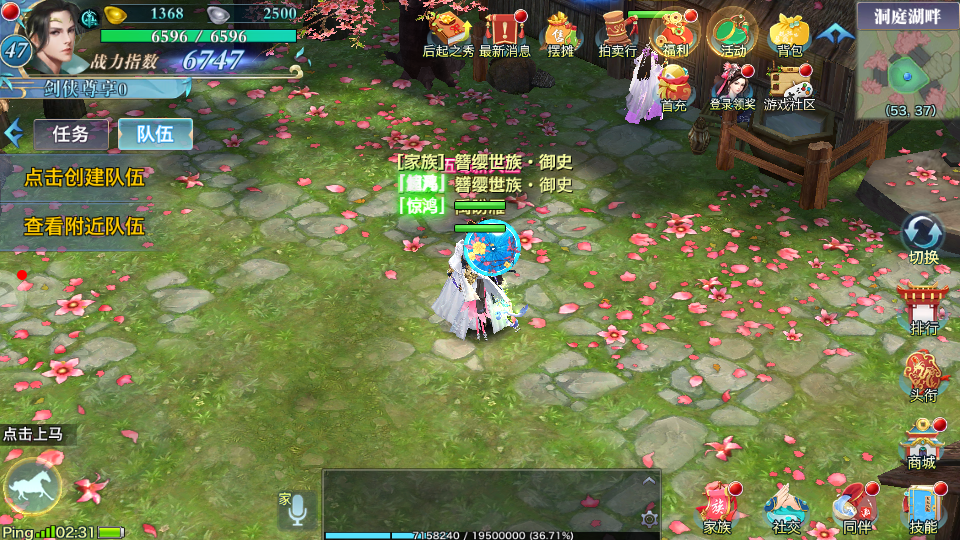 1368 2500
6596 / 6596
47
战力指数 6747
剑侠尊享0
后起之秀 最新消息 摆摊 拍卖行 福利 活动 背包
首充 登录领奖 游戏社区
洞庭湖畔
(53, 37)
任务 队伍
点击创建队伍
查看附近队伍
[家族] 簪缨世族·御史
簪缨世族·御史
「惊鸿」
切换
排行
头衔
商城
点击上马
家
家族 社交 同伴 技能
Ping 02:31
7158240 / 19500000 (36.71%)